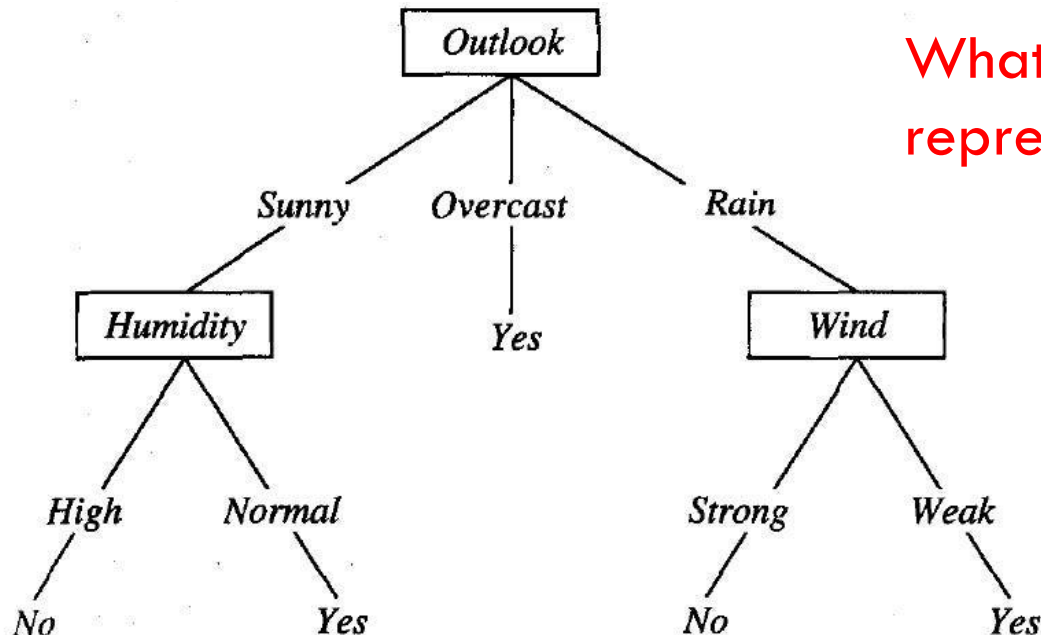 Outlook
What
repre
Sunny Overcast Rain
Humidity
Yes
Wind
High Normal Strong Weak
No Yes No Yes